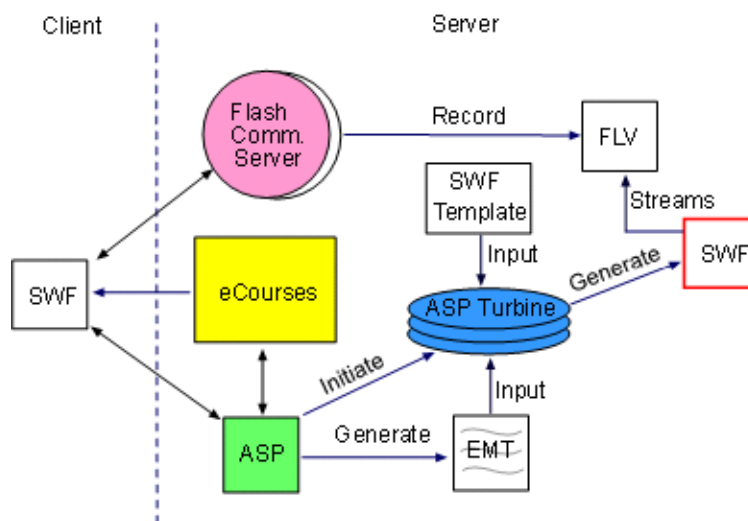 Client
Server
Flash
Comm.
Server
Record
FLV
SWF
Template
Streams
Input
Generate
SWF
SWF
eCourses
ASP Turbine
Initiate
Input
ASP
Generate
EMT